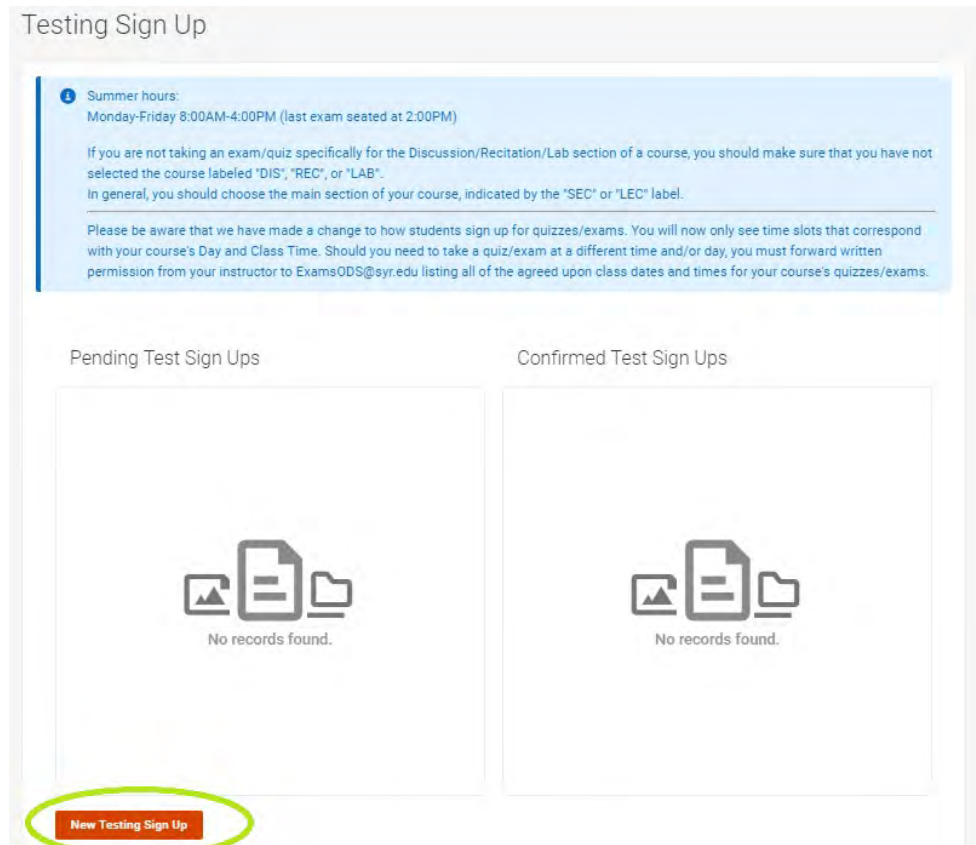 Testing Sign Up
Summer hours:
Monday-Friday 8:00AM-4:00PM (last exam seated at 2:00PM)
If you are not taking an exam/quiz specifically for the Discussion/Recitation/Lab section of a course, you should make sure that you have not
selected the course labeled "DIS", "REC", or "LAB".
In general, you should choose the main section of your course, indicated by the "SEC" or "LEC" label.
Please be aware that we have made a change to how students sign up for quizzes/exams. You will now only see time slots that correspond
with your course's Day and Class Time. Should you need to take a quiz/exam at a different time and/or day, you must forward written
permission from your instructor to ExamsODS@syr.edu listing all of the agreed upon class dates and times for your course's quizzes/exams.
Pending Test Sign Ups
Confirmed Test Sign Ups
No records found.
No records found.
New Testing Sign Up